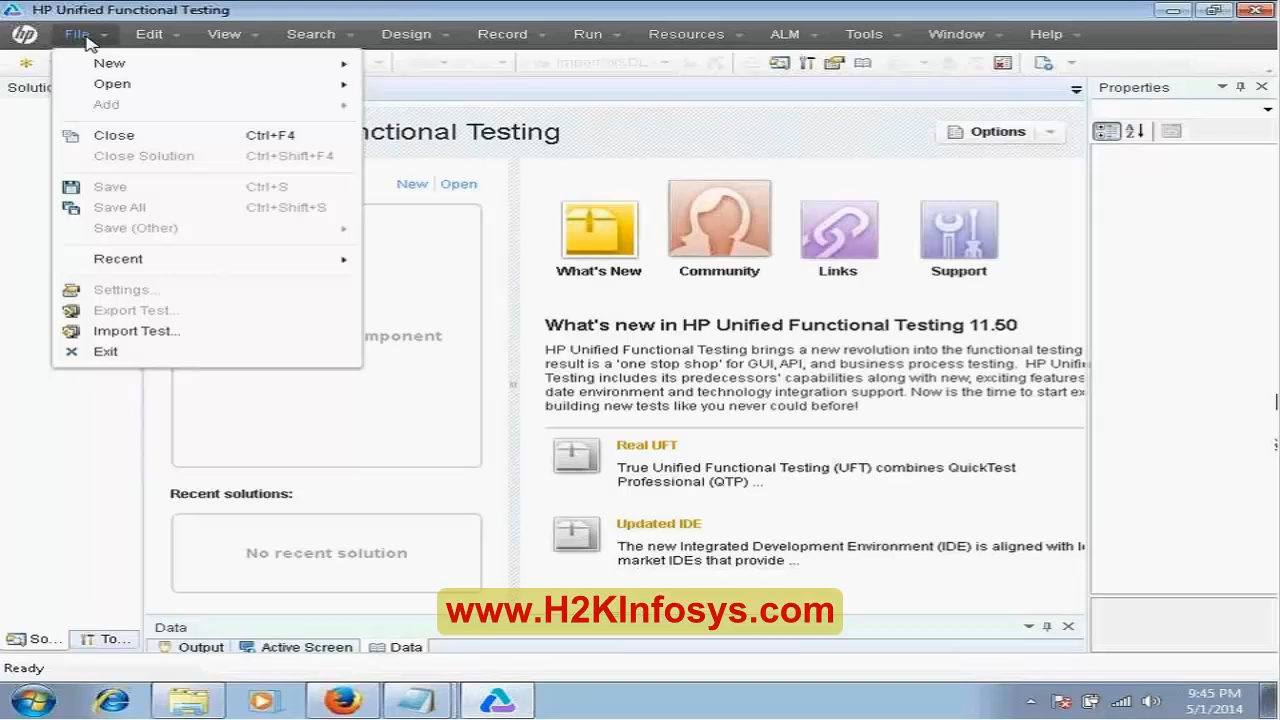 HP Unified Functional Testing
hp File Edit View Search Design Record Run Resources ALM Tools Window Help
New
Open
Add
Close Ctrl+F4
Close Solution Ctrl+Shift+F4
Save Ctrl+S
Save All Ctrl+Shift+S
Save (Other)
Recent
Settings...
Export Test...
Import Test...
Exit
Properties
nctional Testing
Options
New Open
mponent
Recent solutions:
No recent solution
What's New Community Links Support
What's new in HP Unified Functional Testing 11.50
HP Unified Functional Testing brings a new revolution into the functional testing
result is a 'one stop shop' for GUI, API, and business process testing. HP Unifie
Testing includes its predecessors' capabilities along with new, exciting features
date environment and technology integration support. Now is the time to start ex
building new tests like you never could before!
Real UFT
True Unified Functional Testing (UFT) combines QuickTest
Professional (QTP) ...
Updated IDE
The new Integrated Development Environment (IDE) is aligned with l
market IDEs that provide ...
www.H2KInfosys.com
Data
So... To... Output Active Screen Data
Ready
9:45 PM
5/1/2014